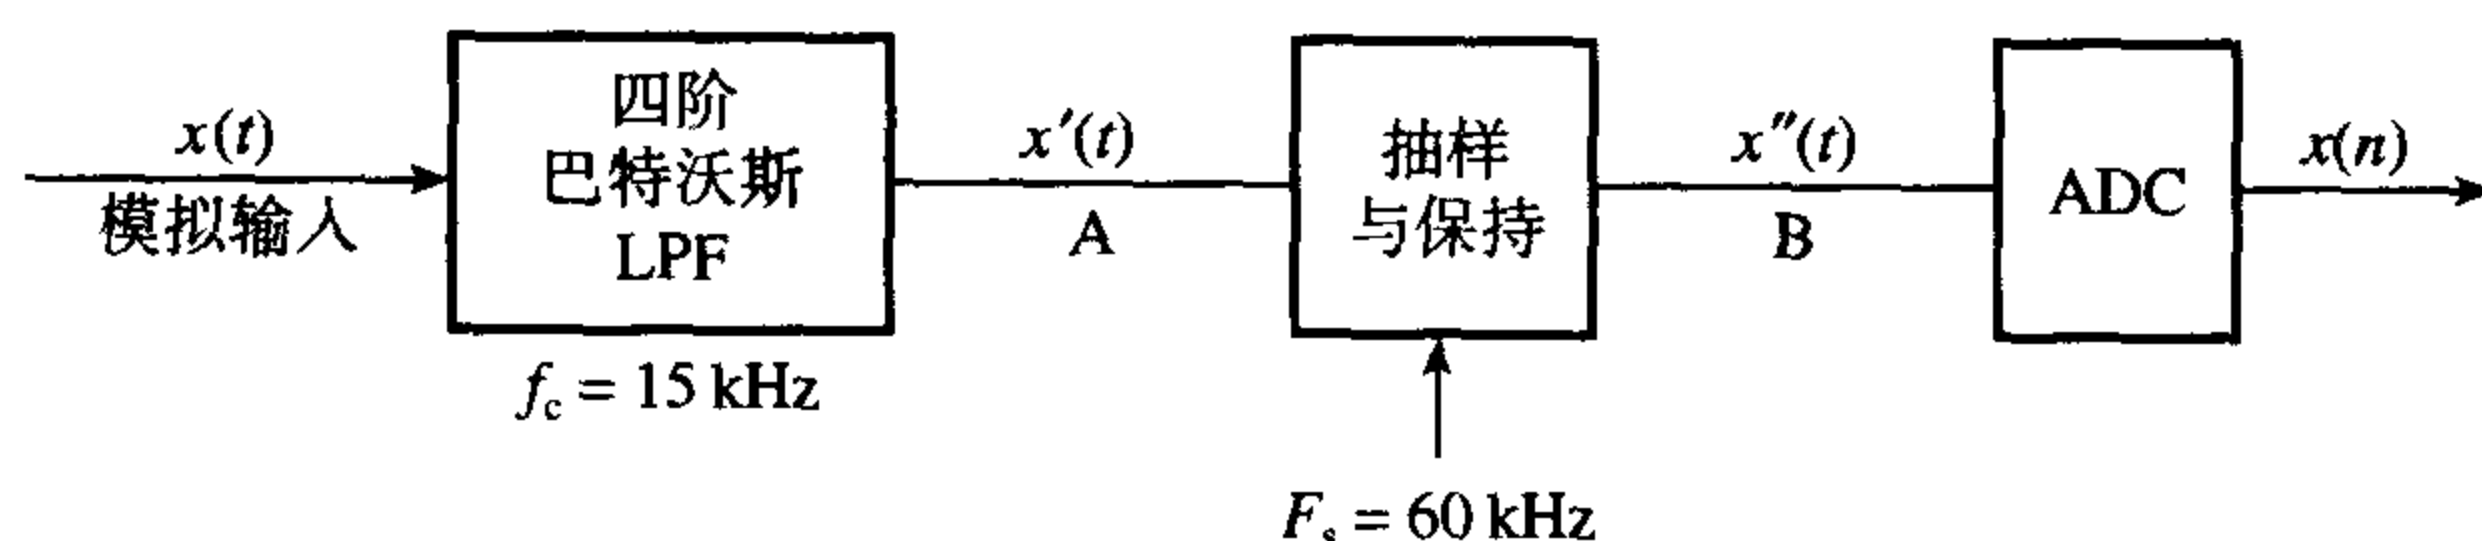 x(t)
模拟输入
四阶
巴特沃斯
LPF
f_c = 15 kHz
x′(t)
A
抽样
与保持
F_s = 60 kHz
x″(t)
B
ADC
x(n)